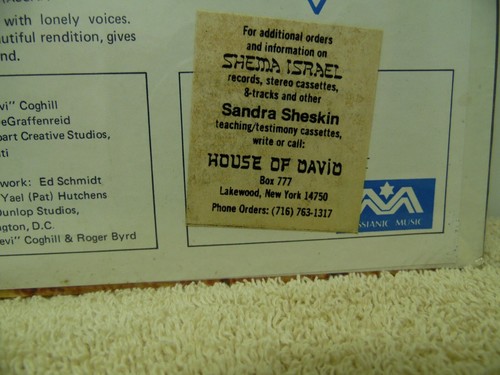 with lonely voices.
utiful rendition, gives
nd.
evi" Coghill
eGraffenreid
part Creative Studios,
ti
work: Ed Schmidt
Yael (Pat) Hutchens
Dunlop Studios,
gton, D.C.
evi" Coghill & Roger Byrd
For additional orders
and information on
SHEMA ISRAEL
records, stereo cassettes,
8-tracks and other
Sandra Sheskin
teaching/testimony cassettes,
write or call:
HOUSE OF DAVID
Box 777
Lakewood, New York 14750
Phone Orders: (716) 763-1317
SSIANIC MUSIC